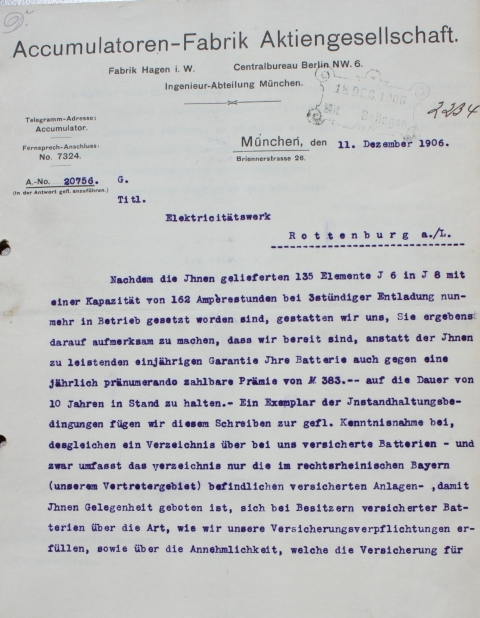 Accumulatoren-Fabrik Aktiengesellschaft.
Fabrik Hagen i. W. Centralbureau Berlin NW. 6.
Ingenieur-Abteilung München.
2234
Telegramm-Adresse:
Accumulator.
Fernsprech-Anschluss:
No. 7324.
München, den 11. Dezember 1906.
Briennerstrasse 26.
A.-No. 20756. G.
(In der Antwort gefl. anzuführen.)
Titl.
Elektricitätswerk
Rottenburg a./L.
Nachdem die Jhnen gelieferten 135 Elemente J 6 in J 8 mit
einer Kapazität von 162 Ampèrestunden bei 3stündiger Entladung nun-
mehr in Betrieb gesetzt worden sind, gestatten wir uns, Sie ergebenst
darauf aufmerksam zu machen, dass wir bereit sind, anstatt der Jhnen
zu leistenden einjährigen Garantie Jhre Batterie auch gegen eine
jährlich pränumerando zahlbare Prämie von M 383.-- auf die Dauer von
10 Jahren in Stand zu halten.- Ein Exemplar der Jnstandhaltungsbe-
dingungen fügen wir diesem Schreiben zur gefl. Kenntnisnahme bei,
desgleichen ein Verzeichnis über bei uns versicherte Batterien - und
zwar umfasst das verzeichnis nur die im rechtsrheinischen Bayern
(unserem Vertretergebiet) befindlichen versicherten Anlagen- ,damit
Jhnen Gelegenheit geboten ist, sich bei Besitzern versicherter Bat-
terien über die Art, wie wir unsere Versicherungsverpflichtungen er-
füllen, sowie über die Annehmlichkeit, welche die Versicherung für